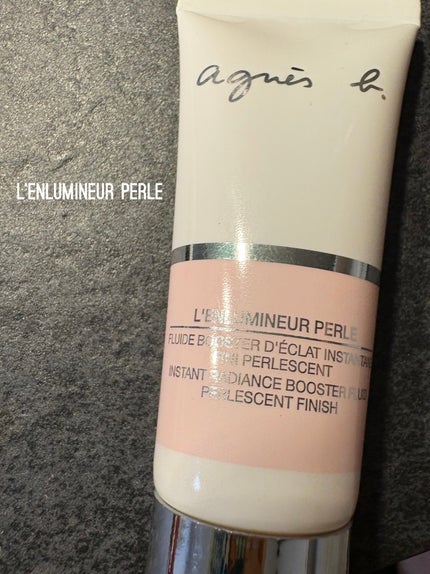 agnès b.
L'ENLUMINEUR PERLE
L'ENLUMINEUR PERLE
FLUIDE BOOSTER D'ÉCLAT INSTANTANÉ
FINI PERLESCENT
INSTANT RADIANCE BOOSTER FLUID
PERLESCENT FINISH